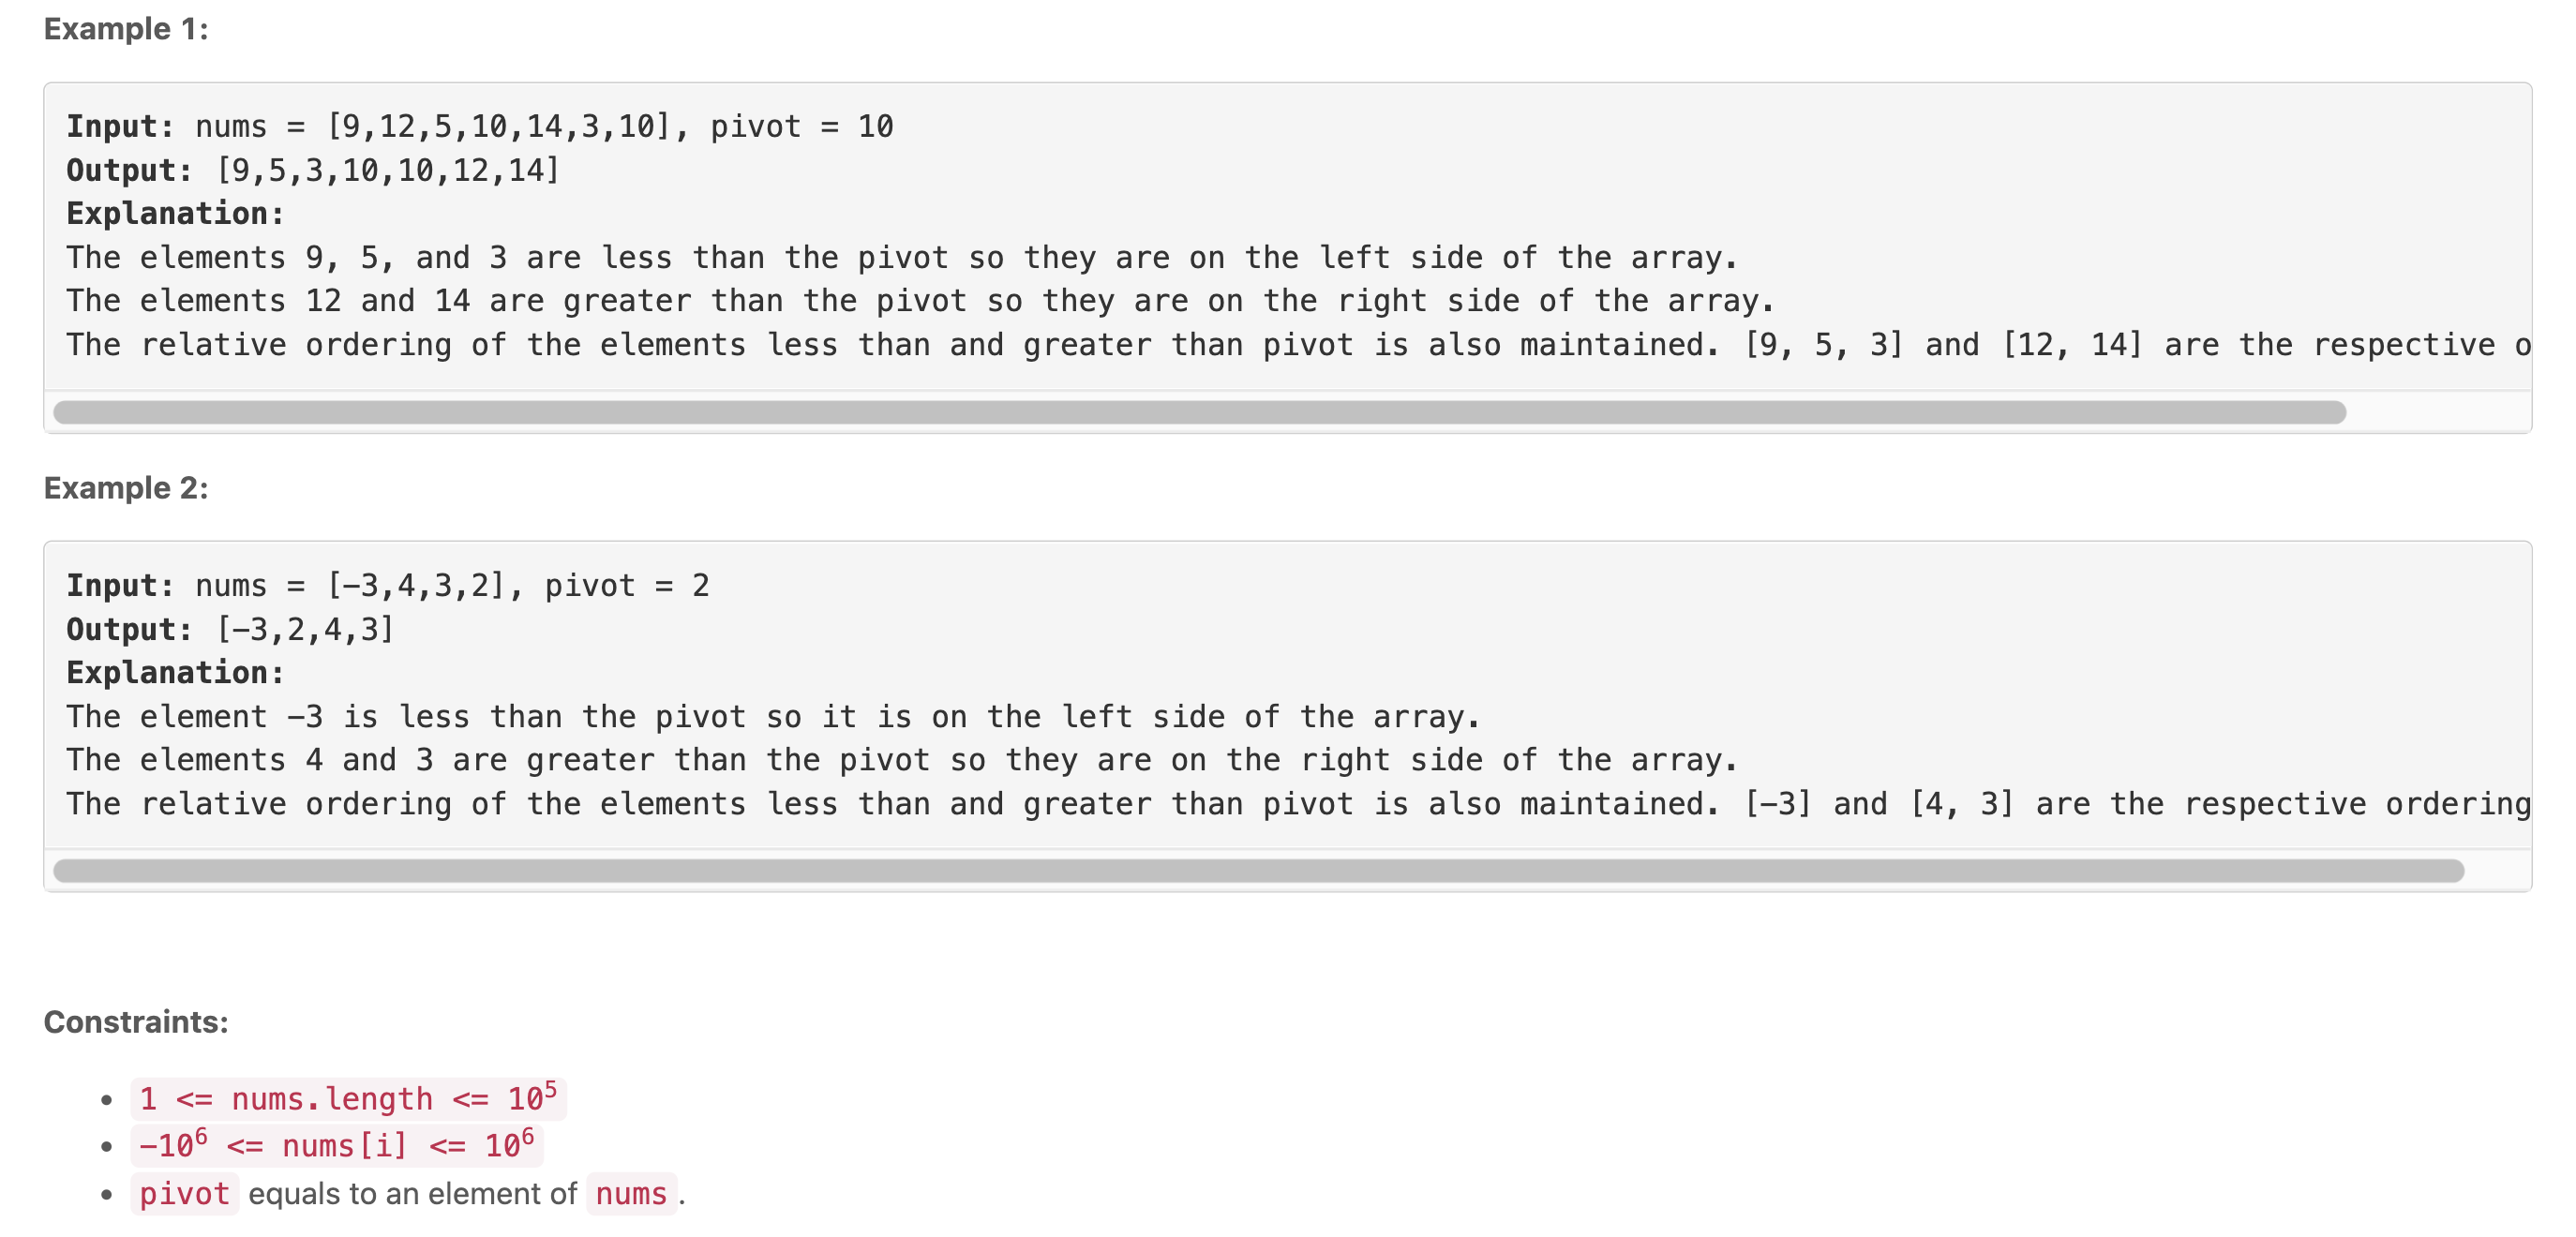 Example 1:
Input: nums = [9,12,5,10,14,3,10], pivot = 10
Output: [9,5,3,10,10,12,14]
Explanation:
The elements 9, 5, and 3 are less than the pivot so they are on the left side of the array.
The elements 12 and 14 are greater than the pivot so they are on the right side of the array.
The relative ordering of the elements less than and greater than pivot is also maintained. [9, 5, 3] and [12, 14] are the respective o
Example 2:
Input: nums = [−3,4,3,2], pivot = 2
Output: [−3,2,4,3]
Explanation:
The element −3 is less than the pivot so it is on the left side of the array.
The elements 4 and 3 are greater than the pivot so they are on the right side of the array.
The relative ordering of the elements less than and greater than pivot is also maintained. [−3] and [4, 3] are the respective ordering
Constraints:
• 1 <= nums.length <= 10⁵
• −10⁶ <= nums[i] <= 10⁶
• pivot equals to an element of nums.